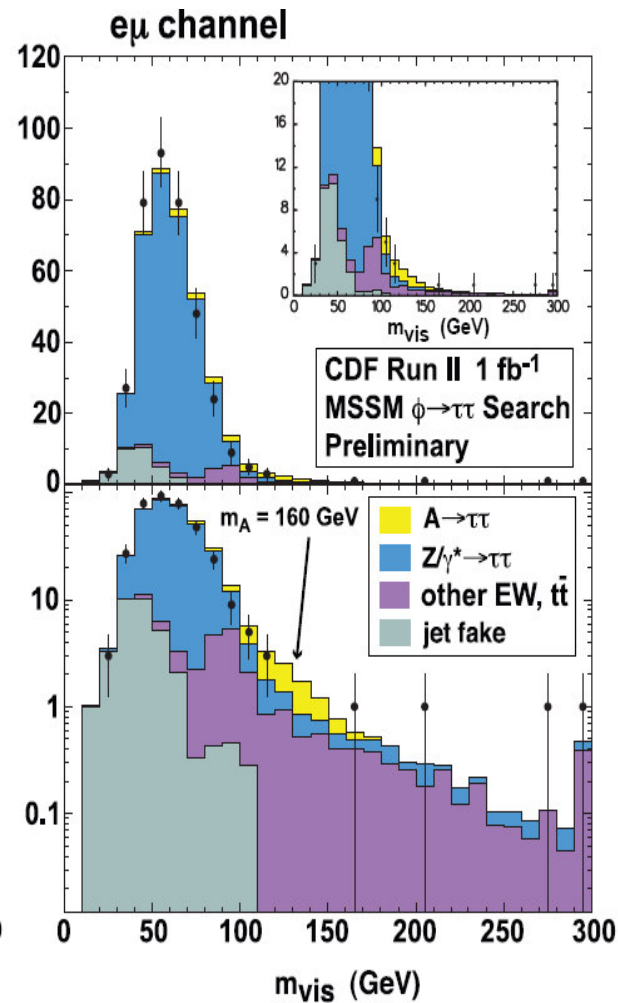 eμ channel
120
100
80
60
40
20
0
20
16
12
8
4
0
0 50 100 150 200 250 300
m_vis (GeV)
CDF Run II 1 fb⁻¹
MSSM ϕ→ττ Search
Preliminary
m_A = 160 GeV
A→ττ
Z/γ*→ττ
other EW, tt̄
jet fake
10
1
0.1
0 50 100 150 200 250 300
m_vis (GeV)